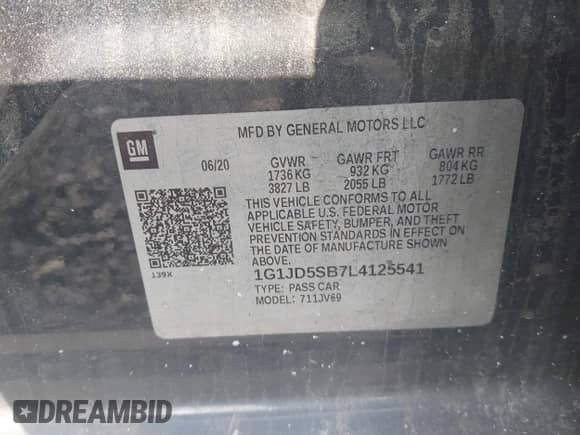 MFD BY GENERAL MOTORS LLC
GM
06/20 GVWR GAWR FRT GAWR RR
1736 KG 932 KG 804 KG
3827 LB 2055 LB 1772 LB
THIS VEHICLE CONFORMS TO ALL
APPLICABLE U.S. FEDERAL MOTOR
VEHICLE SAFETY, BUMPER, AND THEFT
PREVENTION STANDARDS IN EFFECT ON
THE DATE OF MANUFACTURE SHOWN
ABOVE.
139X
1G1JD5SB7L4125541
TYPE: PASS CAR
MODEL: 711JV69
DREAMBID